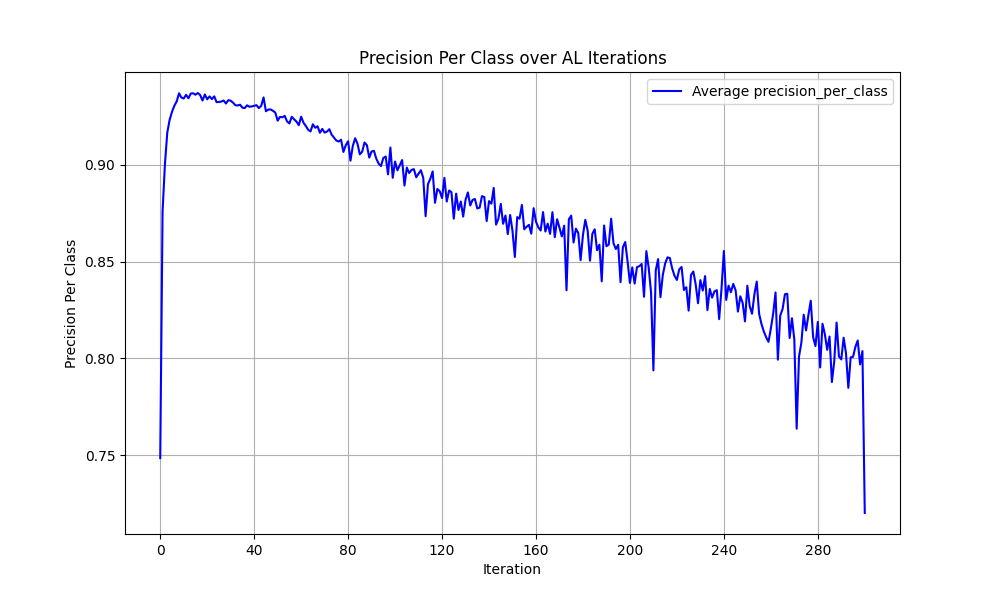 Precision Per Class over AL Iterations
Average precision_per_class
Precision Per Class
0.90
0.85
0.80
0.75
0 40 80 120 160 200 240 280
Iteration